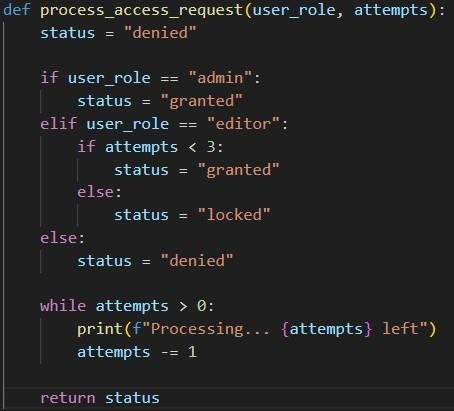 def process_access_request(user_role, attempts):
    status = "denied"

    if user_role == "admin":
        status = "granted"
    elif user_role == "editor":
        if attempts < 3:
            status = "granted"
        else:
            status = "locked"
    else:
        status = "denied"

    while attempts > 0:
        print(f"Processing... {attempts} left")
        attempts -= 1

    return status